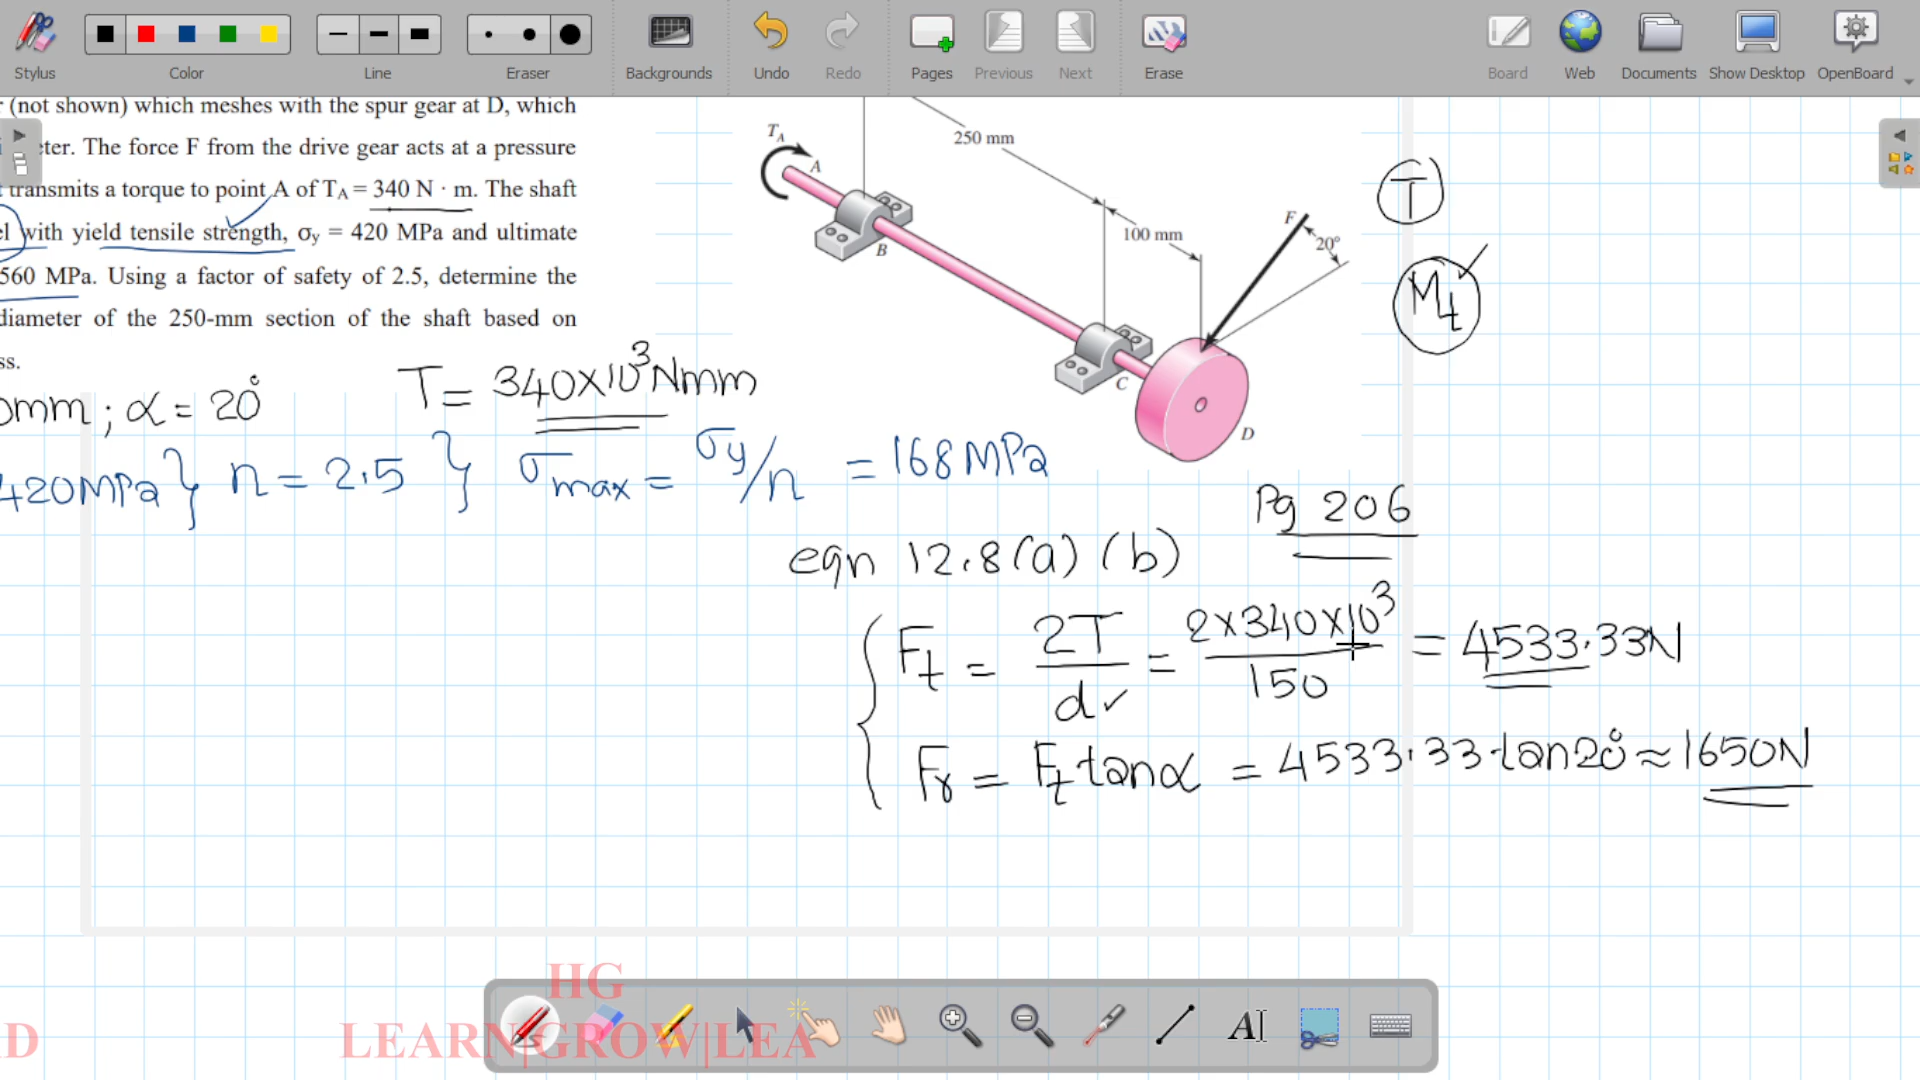 Stylus
Color
Line
Eraser
Backgrounds
Undo
Redo
Pages
Previous
Next
Erase
Board
Web
Documents
Show Desktop
OpenBoard
(not shown) which meshes with the spur gear at D, which
ter. The force F from the drive gear acts at a pressure
transmits a torque to point A of TA = 340 N · m. The shaft
el with yield tensile strength, σy = 420 MPa and ultimate
560 MPa. Using a factor of safety of 2.5, determine the
diameter of the 250-mm section of the shaft based on
ss.
TA
A
B
250 mm
100 mm
F
20°
C
D
T
Mt
0mm ; α = 20°
T = 340×10³ Nmm
420MPa } n = 2.5 } σmax = σy/n = 168 MPa
Pg 206
eqn 12.8(a) (b)
Ft = 2T/d = 2×340×10³/150 = 4533.33N
Fr = Ft tanα = 4533.33 tan20° ≈ 1650N
HG
D LEARN|GROW|LEA